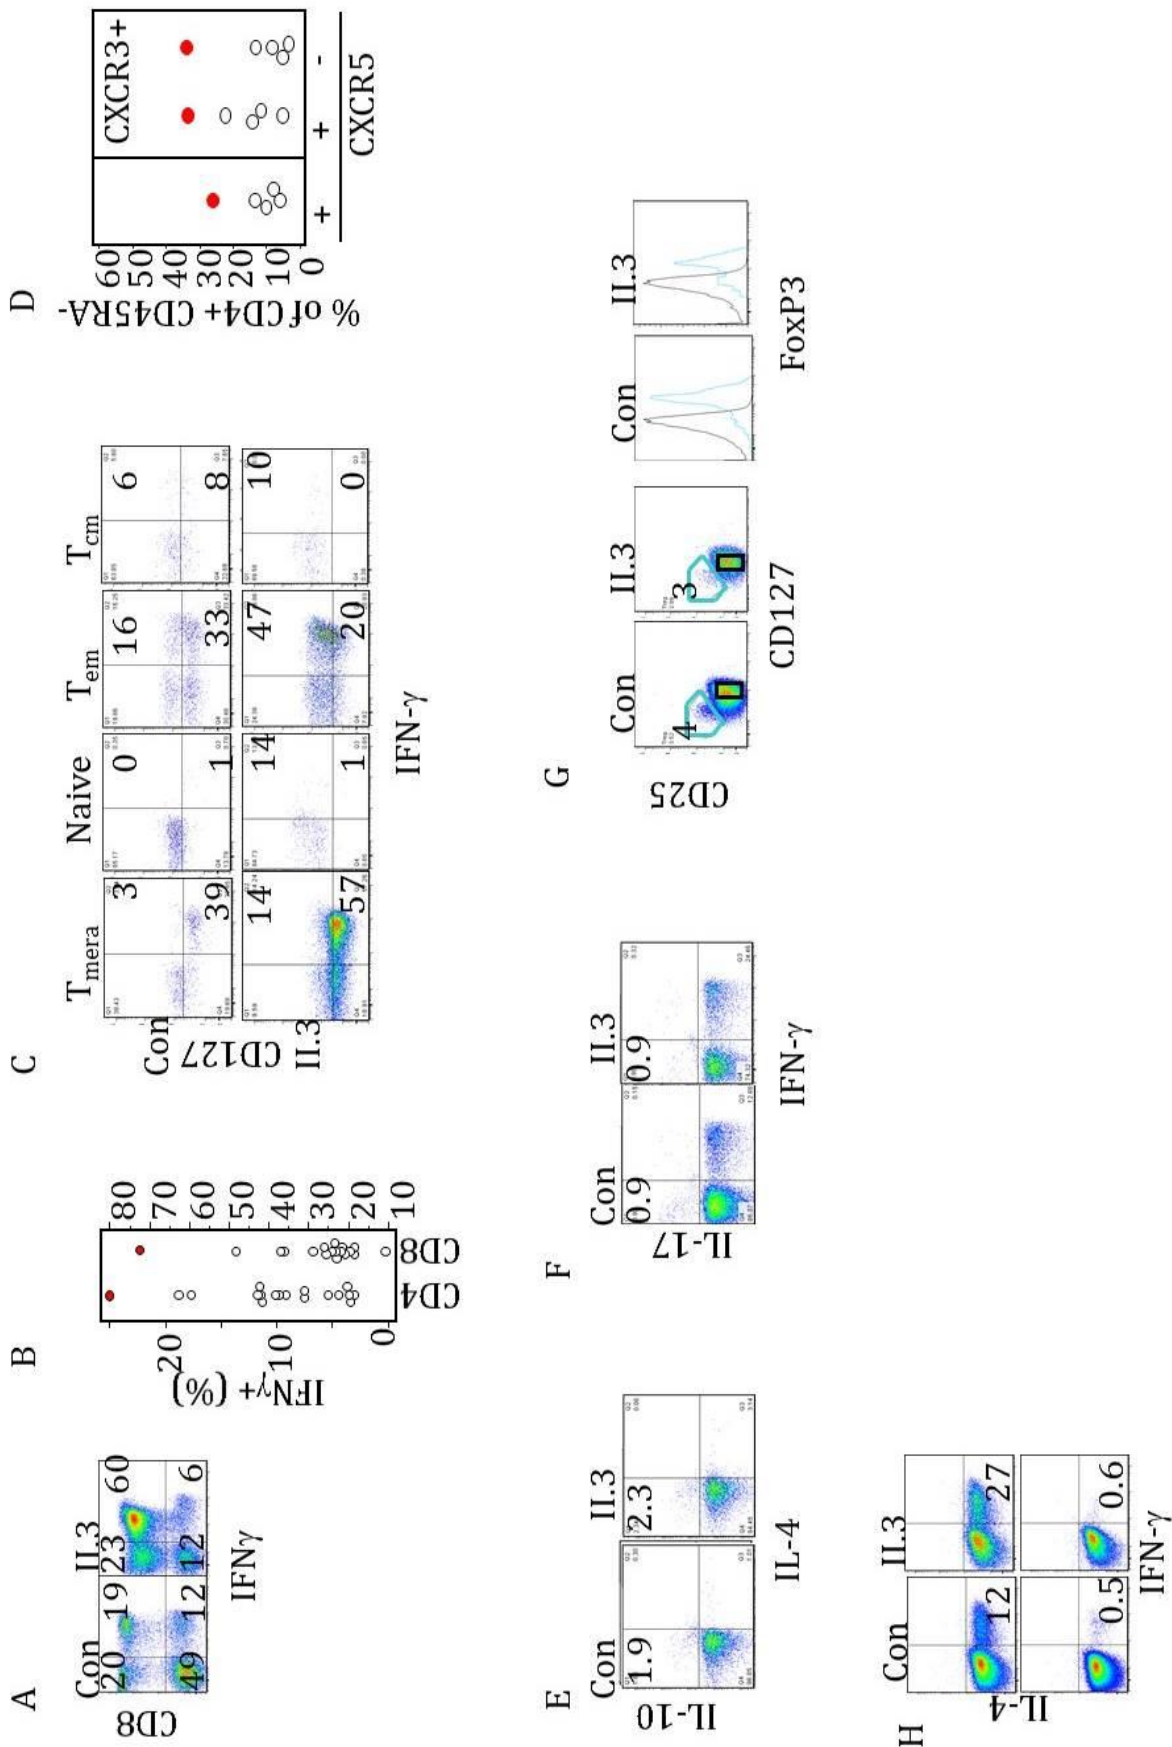 A
Con
II.3
20
19
23
60
49
12
12
6
CD8
IFNγ
B
IFNγ+ (%)
20
10
0
80
70
60
50
40
30
20
10
CD4
CD8
C
Tmera
Naive
Tem
Tcm
Con
3
0
16
6
39
1
33
8
II.3
14
14
47
10
57
1
20
0
CD127
IFN-γ
D
CXCR3+
% of CD4+ CD45RA-
60
50
40
30
20
10
0
+
+
-
CXCR5
E
Con
II.3
1.9
2.3
IL-10
IL-4
F
Con
II.3
0.9
0.9
IL-17
IFN-γ
G
Con
II.3
Con
II.3
4
3
CD25
CD127
FoxP3
H
Con
II.3
12
27
0.5
0.6
IL-4
IFN-γ